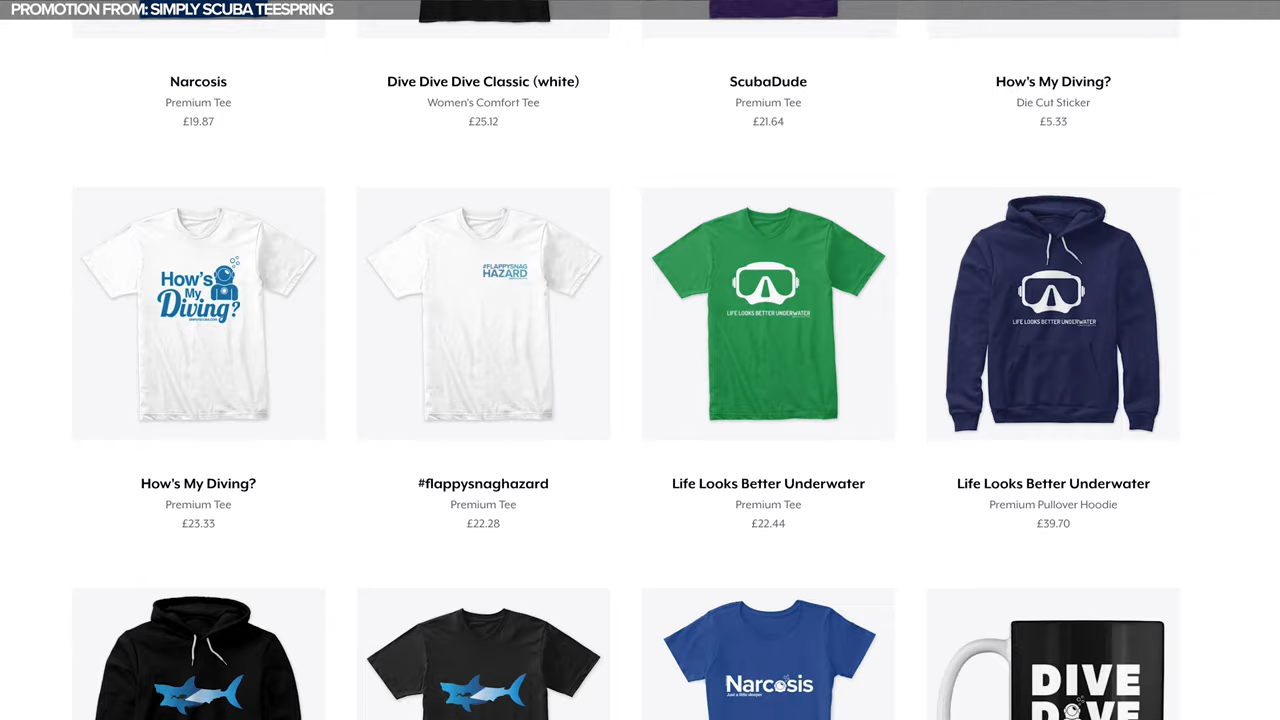 PROMOTION FROM: SIMPLY SCUBA TEESPRING
Narcosis
Premium Tee
£19.87
Dive Dive Dive Classic (white)
Women's Comfort Tee
£25.12
ScubaDude
Premium Tee
£21.64
How's My Diving?
Die Cut Sticker
£5.33
How's
My
Diving?
#FLAPPYSNAG
HAZARD
LIFE LOOKS BETTER UNDERWATER
LIFE LOOKS BETTER UNDERWATER
How's My Diving?
Premium Tee
£23.33
#flappysnaghazard
Premium Tee
£22.28
Life Looks Better Underwater
Premium Tee
£22.44
Life Looks Better Underwater
Premium Pullover Hoodie
£39.70
Narcosis
Just a little deeper
DIVE
DIVE